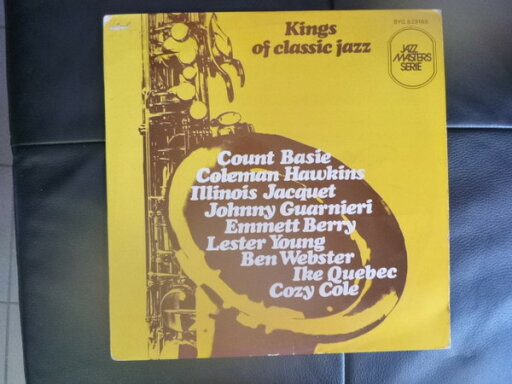 Kings
of classic jazz
BYG 529168
JAZZ
MASTERS
SERIE
Count Basie
Coleman Hawkins
Illinois Jacquet
Johnny Guarnieri
Emmett Berry
Lester Young
Ben Webster
Ike Quebec
Cozy Cole